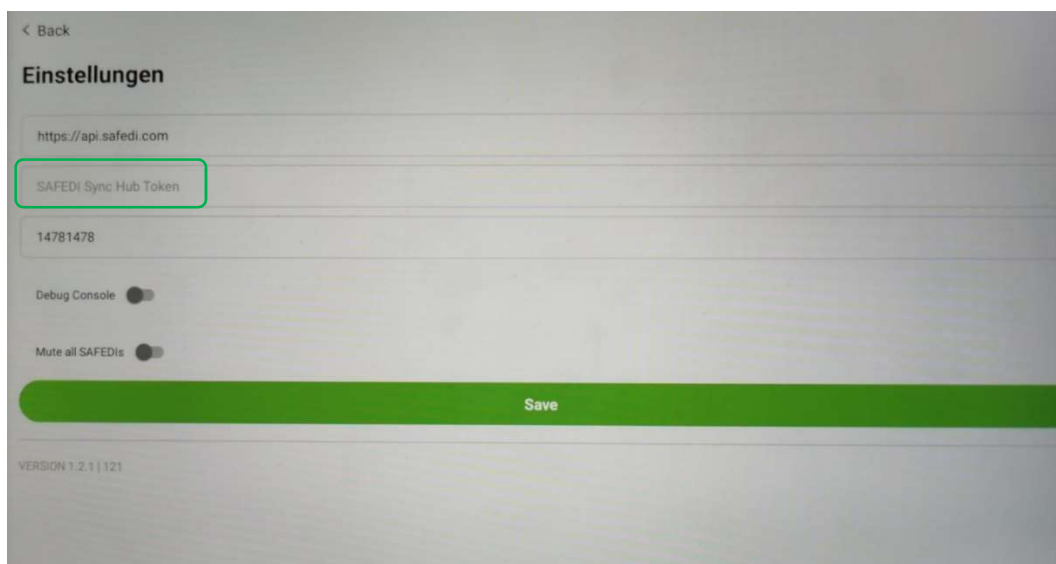 < Back
Einstellungen
https://api.safedi.com
SAFEDI Sync Hub Token
14781478
Debug Console
Mute all SAFEDIs
Save
VERSION 1.2.1 | 121